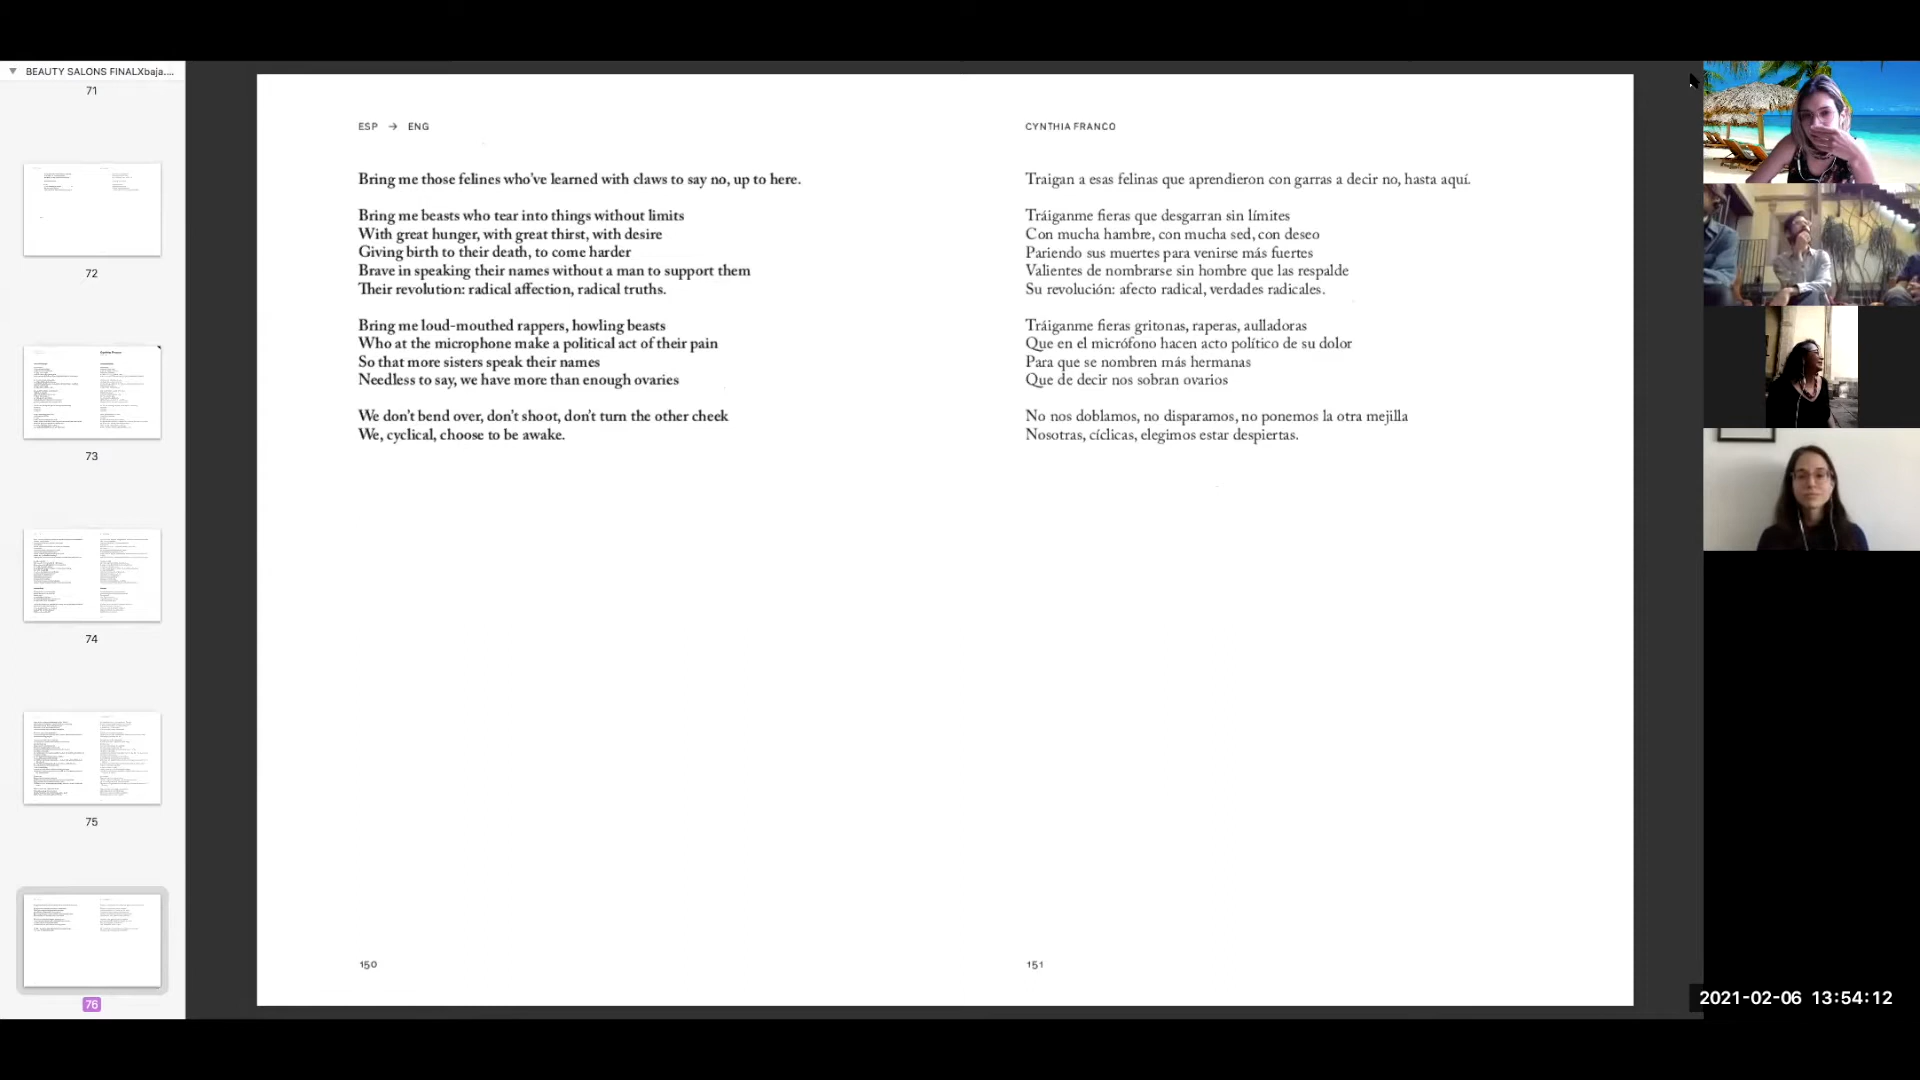 BEAUTY SALONS FINALXbaja....
71
72
73
74
75
76
ESP → ENG
Bring me those felines who've learned with claws to say no, up to here.
Bring me beasts who tear into things without limits
With great hunger, with great thirst, with desire
Giving birth to their death, to come harder
Brave in speaking their names without a man to support them
Their revolution: radical affection, radical truths.
Bring me loud-mouthed rappers, howling beasts
Who at the microphone make a political act of their pain
So that more sisters speak their names
Needless to say, we have more than enough ovaries
We don't bend over, don't shoot, don't turn the other cheek
We, cyclical, choose to be awake.
150
CYNTHIA FRANCO
Traigan a esas felinas que aprendieron con garras a decir no, hasta aquí.
Tráiganme fieras que desgarran sin límites
Con mucha hambre, con mucha sed, con deseo
Pariendo sus muertes para venirse más fuertes
Valientes de nombrarse sin hombre que las respalde
Su revolución: afecto radical, verdades radicales.
Tráiganme fieras gritonas, raperas, aulladoras
Que en el micrófono hacen acto político de su dolor
Para que se nombren más hermanas
Que de decir nos sobran ovarios
No nos doblamos, no disparamos, no ponemos la otra mejilla
Nosotras, cíclicas, elegimos estar despiertas.
151
2021-02-06 13:54:12